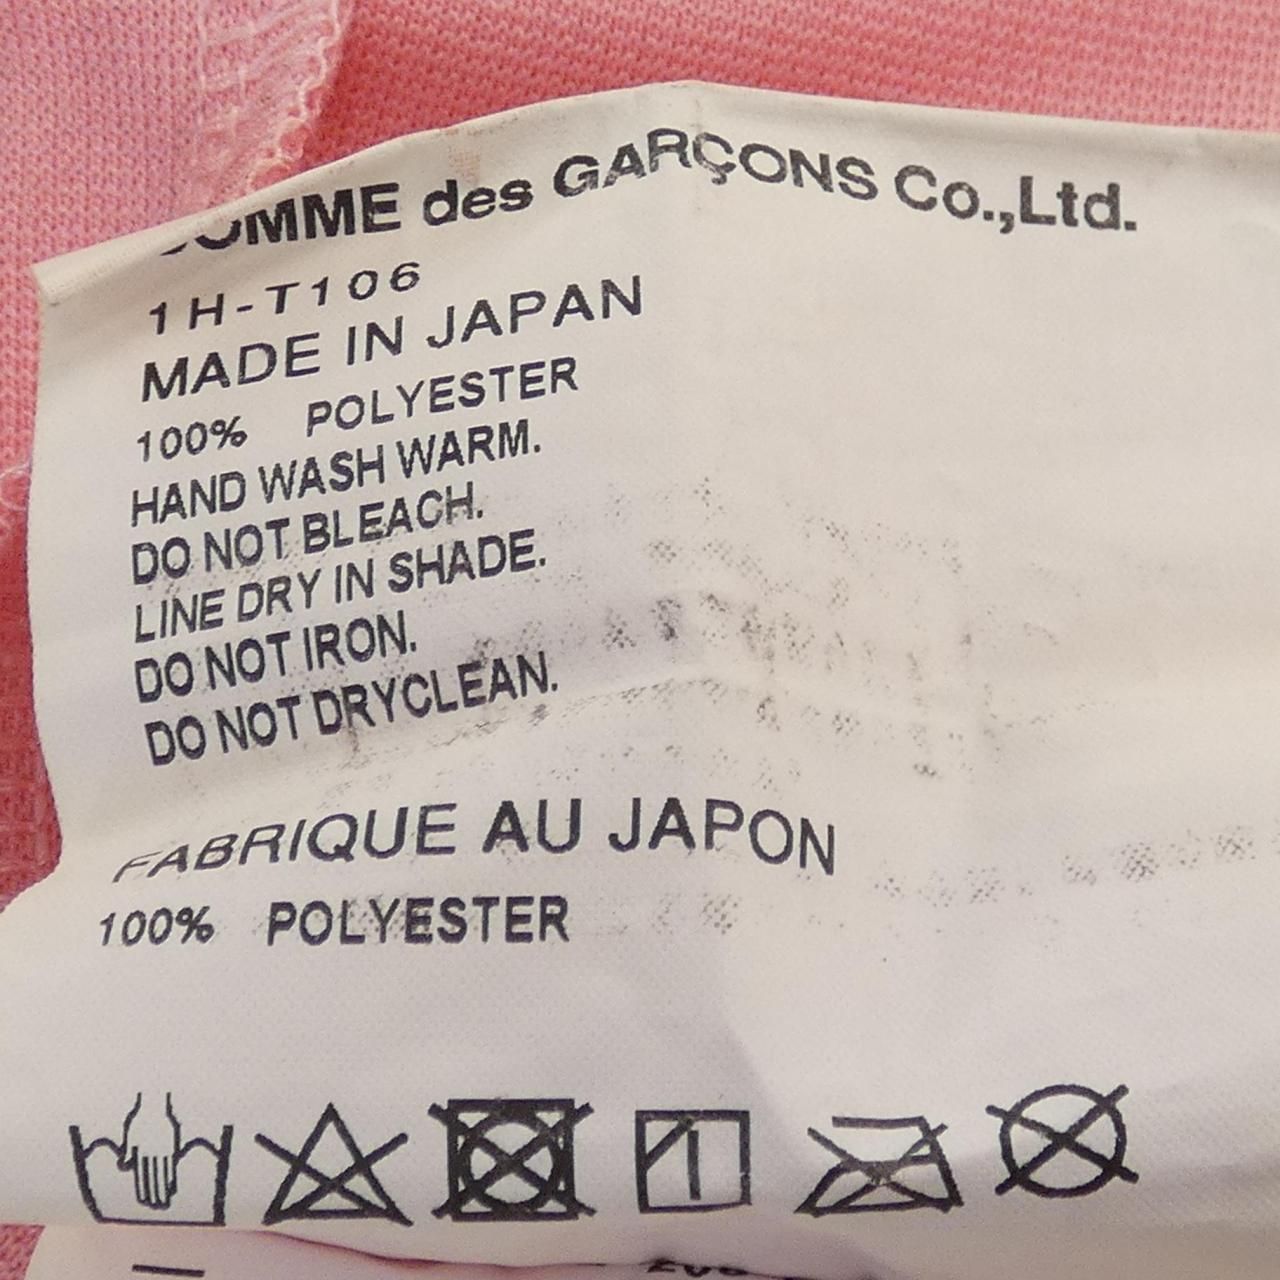 COMME des GARÇONS Co.,Ltd.
1H-T106
MADE IN JAPAN
100% POLYESTER
HAND WASH WARM.
DO NOT BLEACH.
LINE DRY IN SHADE.
DO NOT IRON.
DO NOT DRYCLEAN.
FABRIQUE AU JAPON
100% POLYESTER